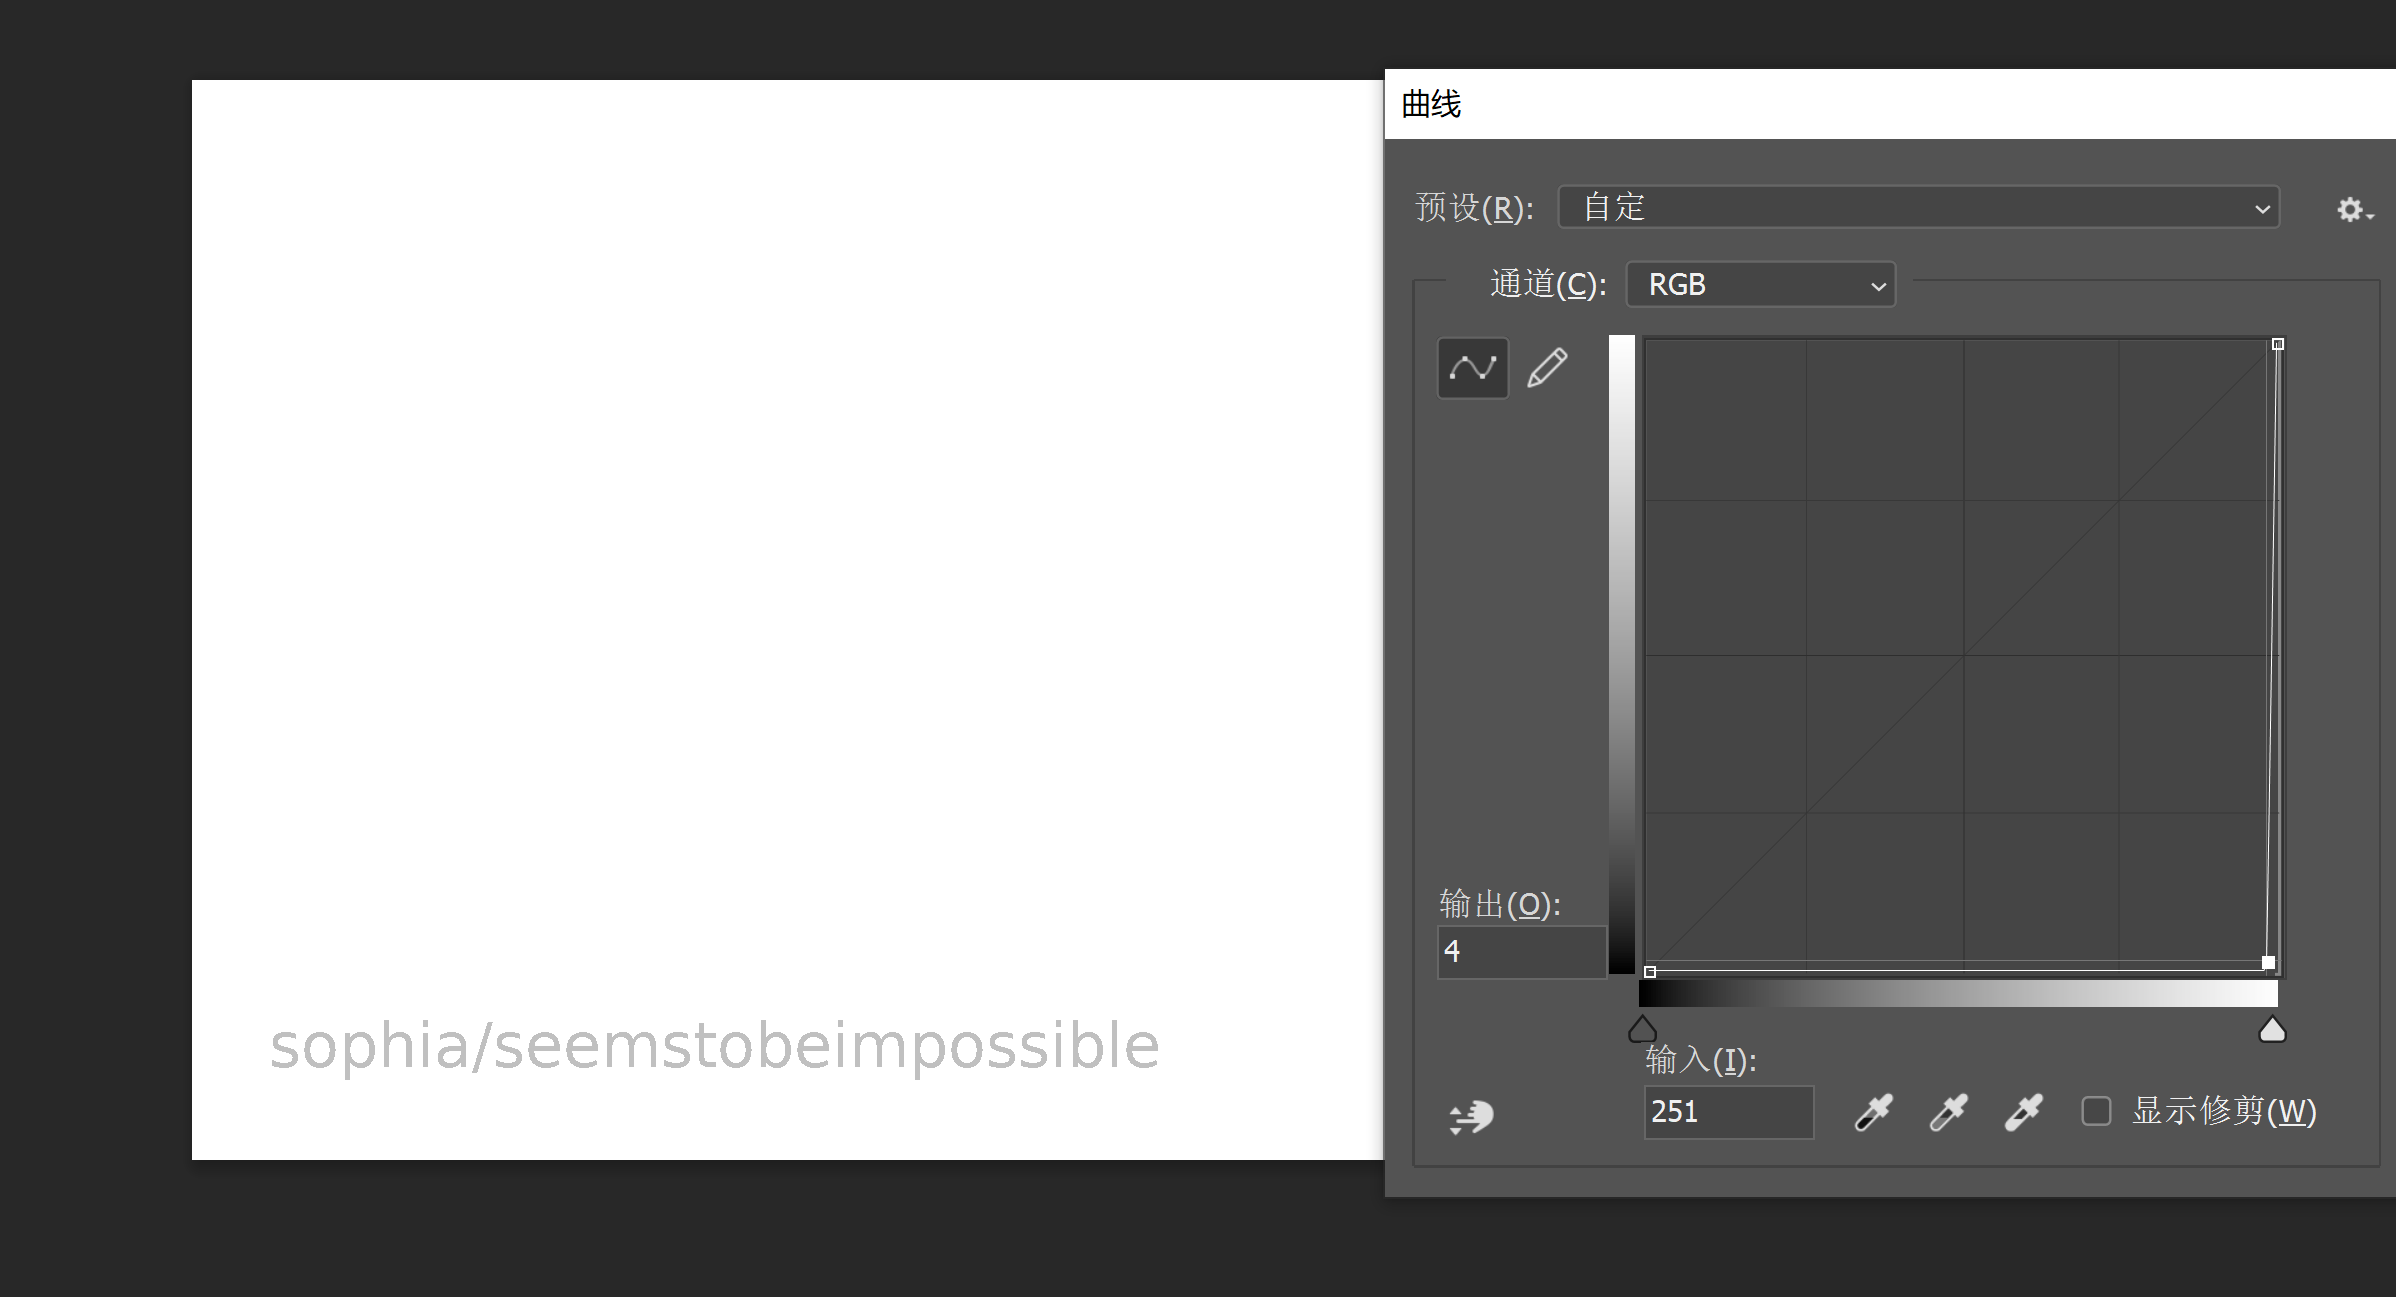 曲线
预设(R): 自定
通道(C): RGB
输出(O):
4
sophia/seemstobeimpossible
输入(I):
251
显示修剪(W)